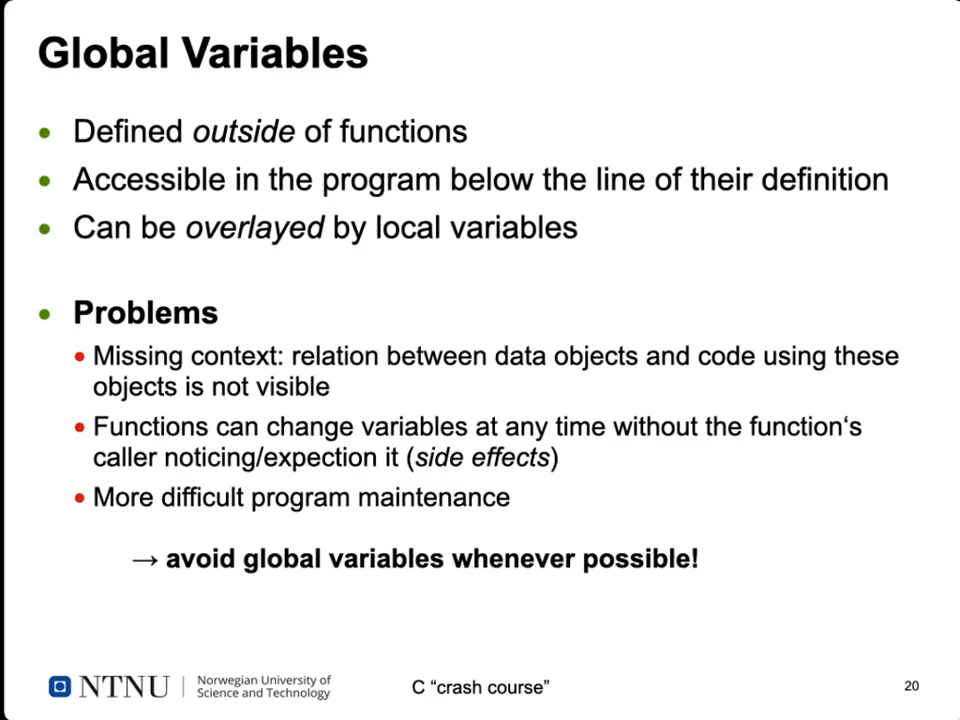 Global Variables
• Defined outside of functions
• Accessible in the program below the line of their definition
• Can be overlayed by local variables
• Problems
• Missing context: relation between data objects and code using these
objects is not visible
• Functions can change variables at any time without the function‘s
caller noticing/expection it (side effects)
• More difficult program maintenance
→ avoid global variables whenever possible!
NTNU
Norwegian University of
Science and Technology
C “crash course”
20